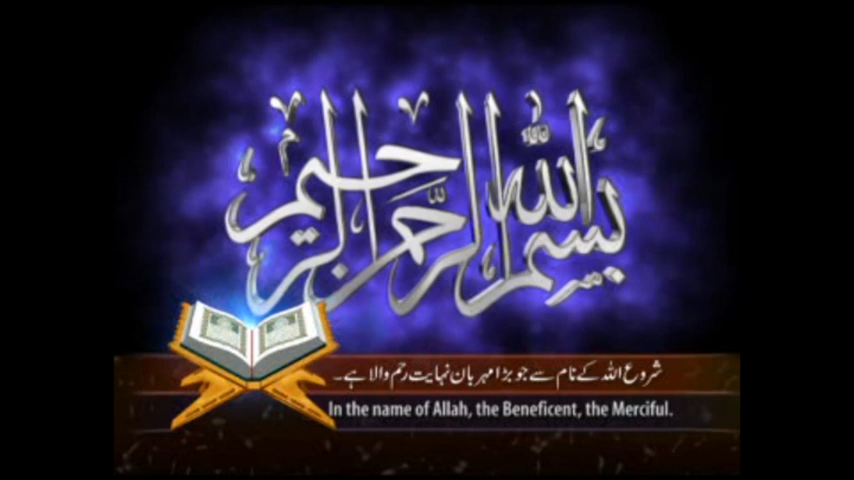 بسم الله الرحمن الرحيم
شروع اللہ کے نام سے جو بڑا مہربان نہایت رحم والا ہے۔
In the name of Allah, the Beneficent, the Merciful.